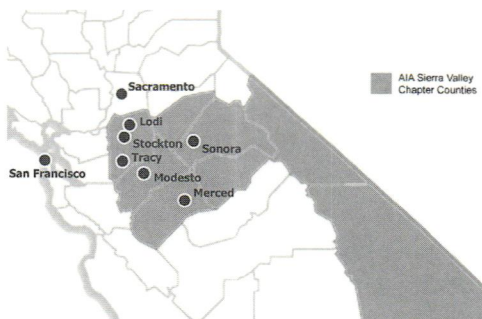 Sacramento
AIA Sierra Valley
Chapter Counties
Lodi
Stockton
Sonora
Tracy
San Francisco
Modesto
Merced